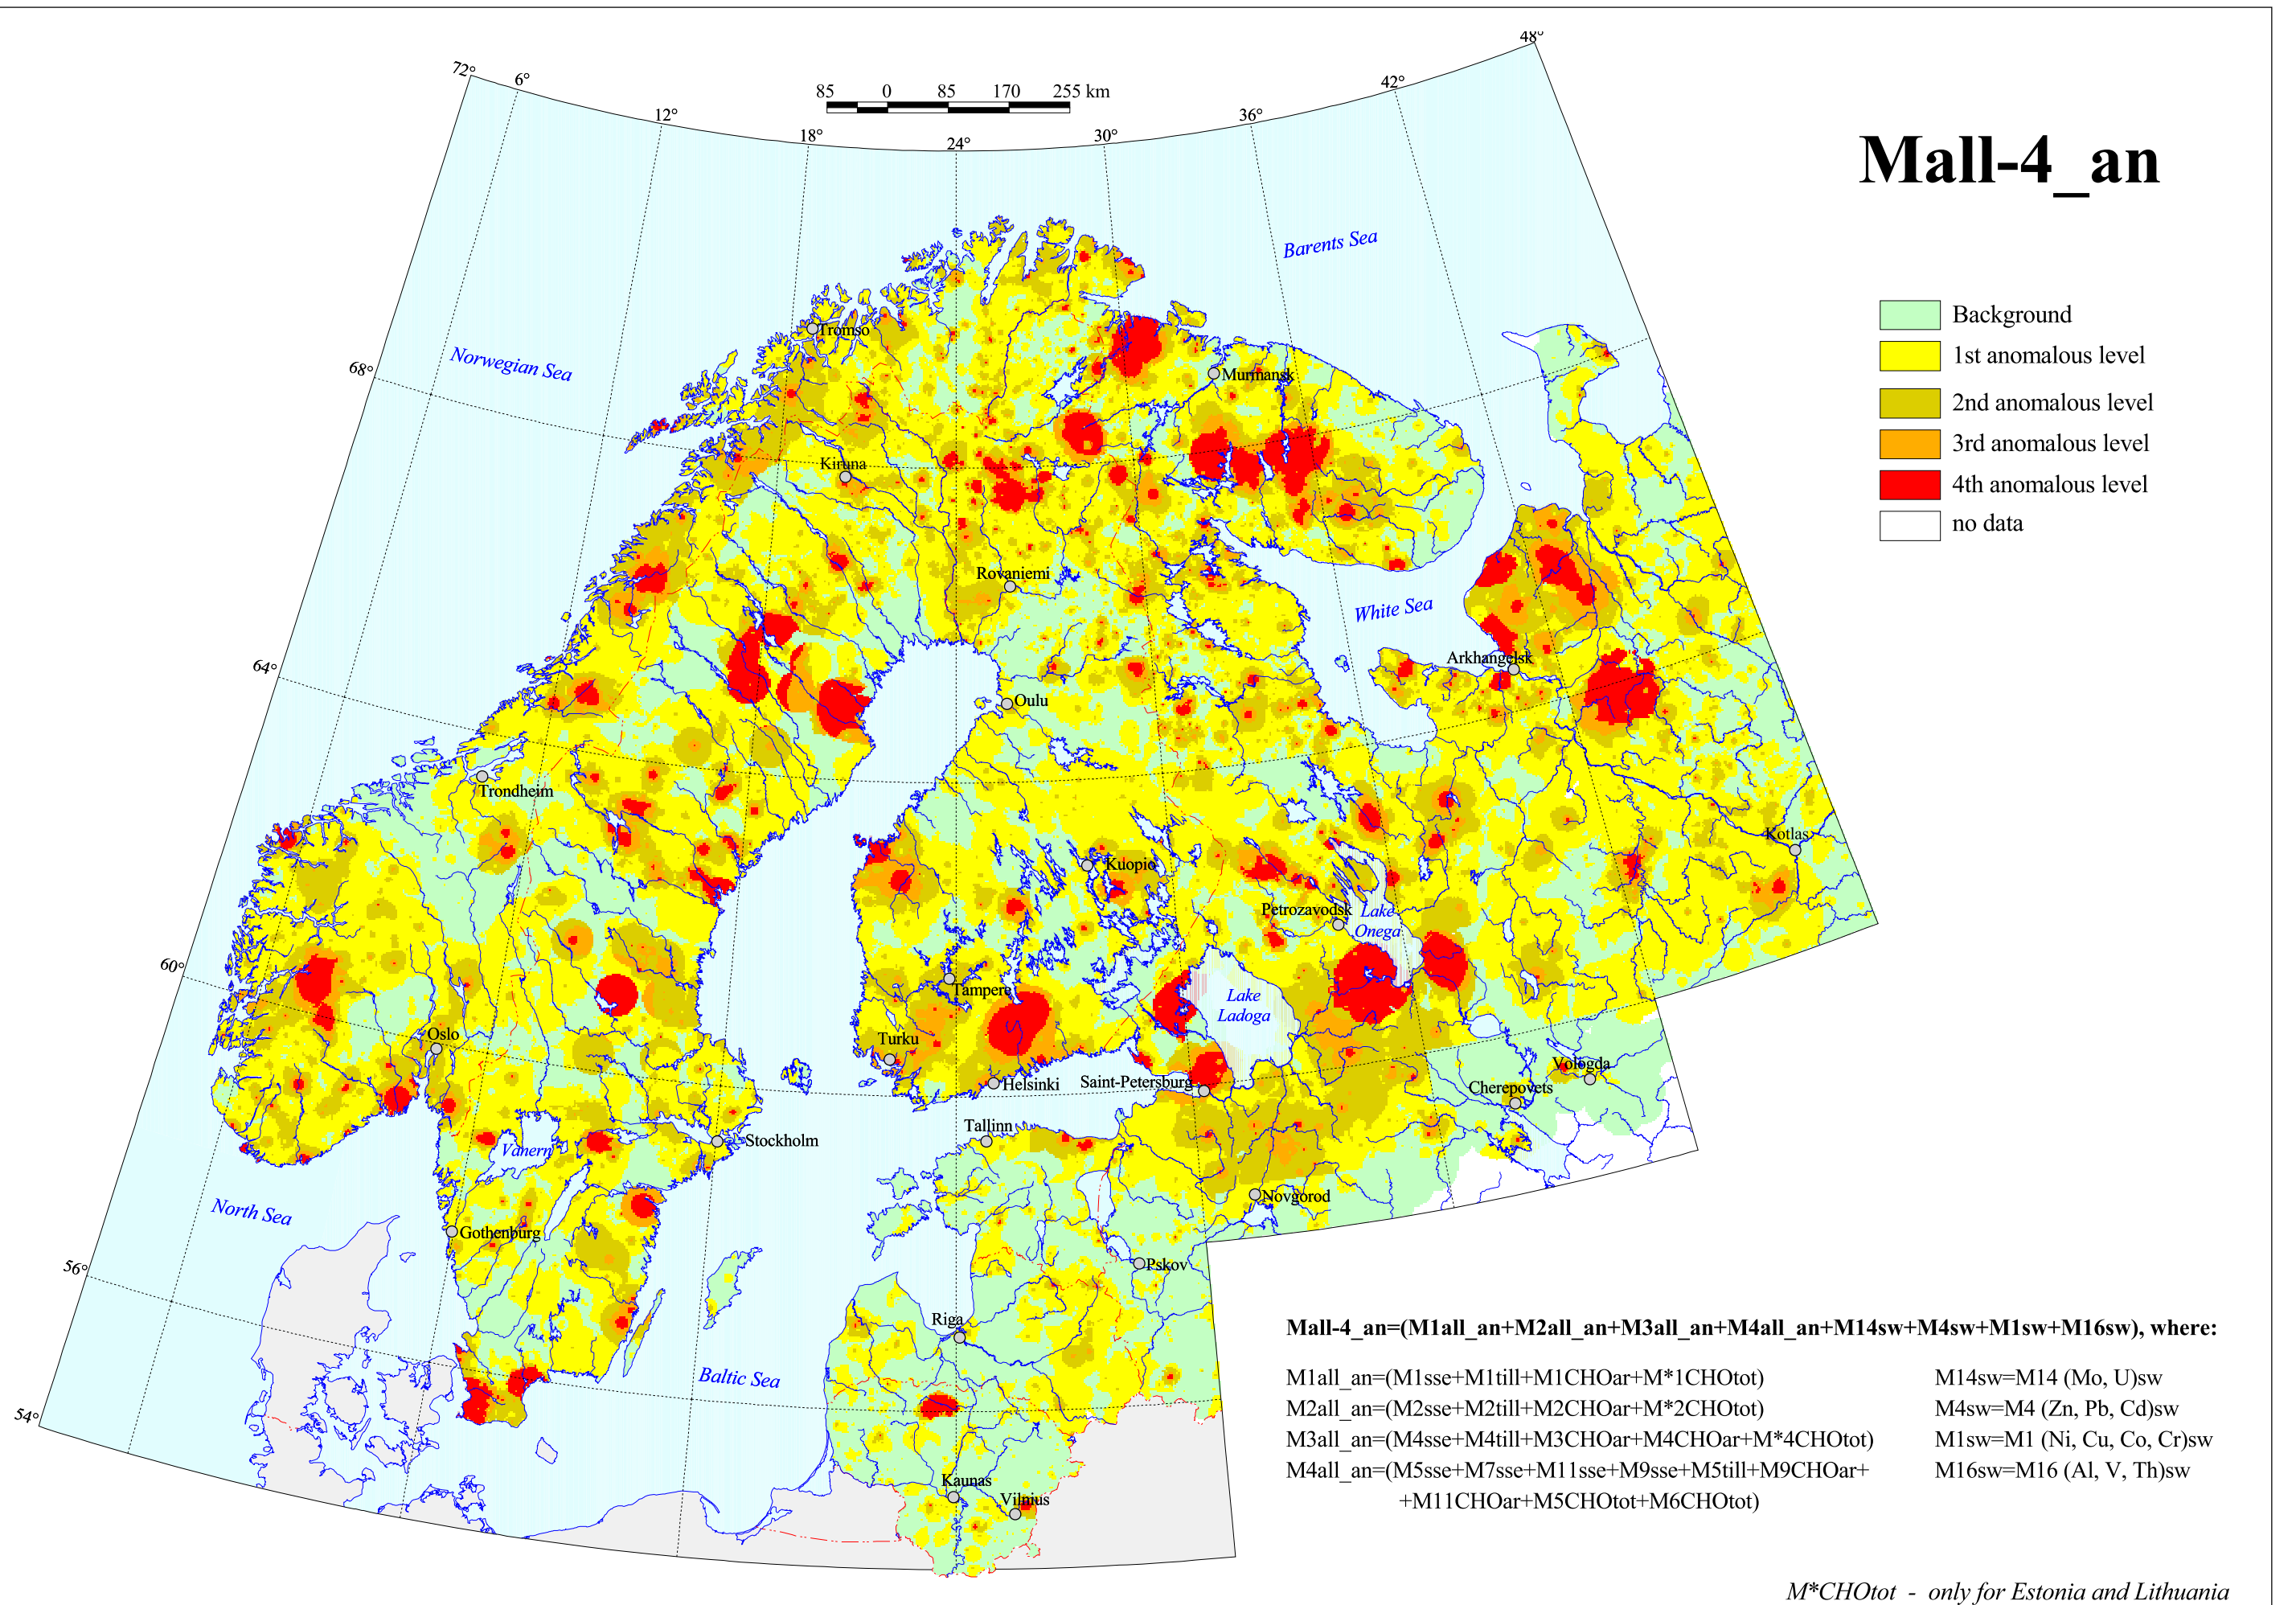 48°
72°
6°
42°
85 0 85 170 255 km
12°
36°
18°
30°
24°
Mall-4_an
Barents Sea
Background
Tromso
1st anomalous level
Norwegian Sea
68°
Murmansk
2nd anomalous level
3rd anomalous level
Kiruna
4th anomalous level
no data
Rovaniemi
White Sea
64°
Arkhangelsk
Oulu
Trondheim
Kotlas
Kuopio
Petrozavodsk
Lake
Onega
60°
Tampere
Lake
Ladoga
Oslo
Turku
Vologda
Helsinki
Saint-Petersburg
Cherepovets
Tallinn
Stockholm
Vanern
Novgorod
North Sea
Gothenburg
56°
Pskov
Riga
Mall-4_an=(M1all_an+M2all_an+M3all_an+M4all_an+M14sw+M4sw+M1sw+M16sw), where:
Baltic Sea
M1all_an=(M1sse+M1till+M1CHOar+M*1CHOtot) M14sw=M14 (Mo, U)sw
54°
M2all_an=(M2sse+M2till+M2CHOar+M*2CHOtot) M4sw=M4 (Zn, Pb, Cd)sw
M3all_an=(M4sse+M4till+M3CHOar+M4CHOar+M*4CHOtot) M1sw=M1 (Ni, Cu, Co, Cr)sw
M4all_an=(M5sse+M7sse+M11sse+M9sse+M5till+M9CHOar+ M16sw=M16 (Al, V, Th)sw
Kaunas
Vilnius
+M11CHOar+M5CHOtot+M6CHOtot)
M*CHOtot - only for Estonia and Lithuania